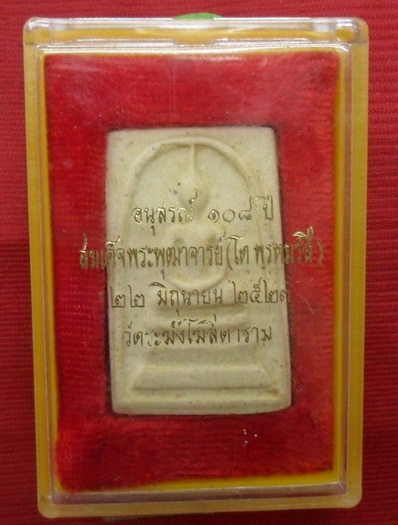 อนุสรณ์ ๑๐๘ ปี
สมเด็จพระพุฒาจารย์(โต พรหมรํสี)
๒๒ มิถุนายน ๒๕๒๓
วัดระฆังโฆสิตาราม